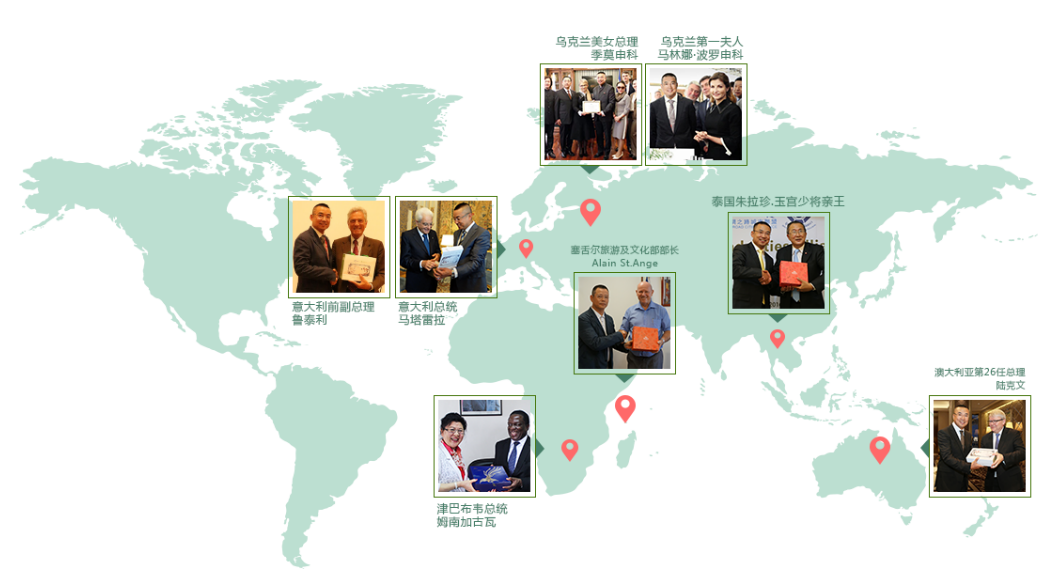 乌克兰美女总理
季莫申科
乌克兰第一夫人
马林娜·波罗申科
泰国朱拉珍.玉宫少将亲王
塞舌尔旅游及文化部部长
Alain St.Ange
意大利前副总理
鲁泰利
意大利总统
马塔雷拉
澳大利亚第26任总理
陆克文
津巴布韦总统
姆南加古瓦